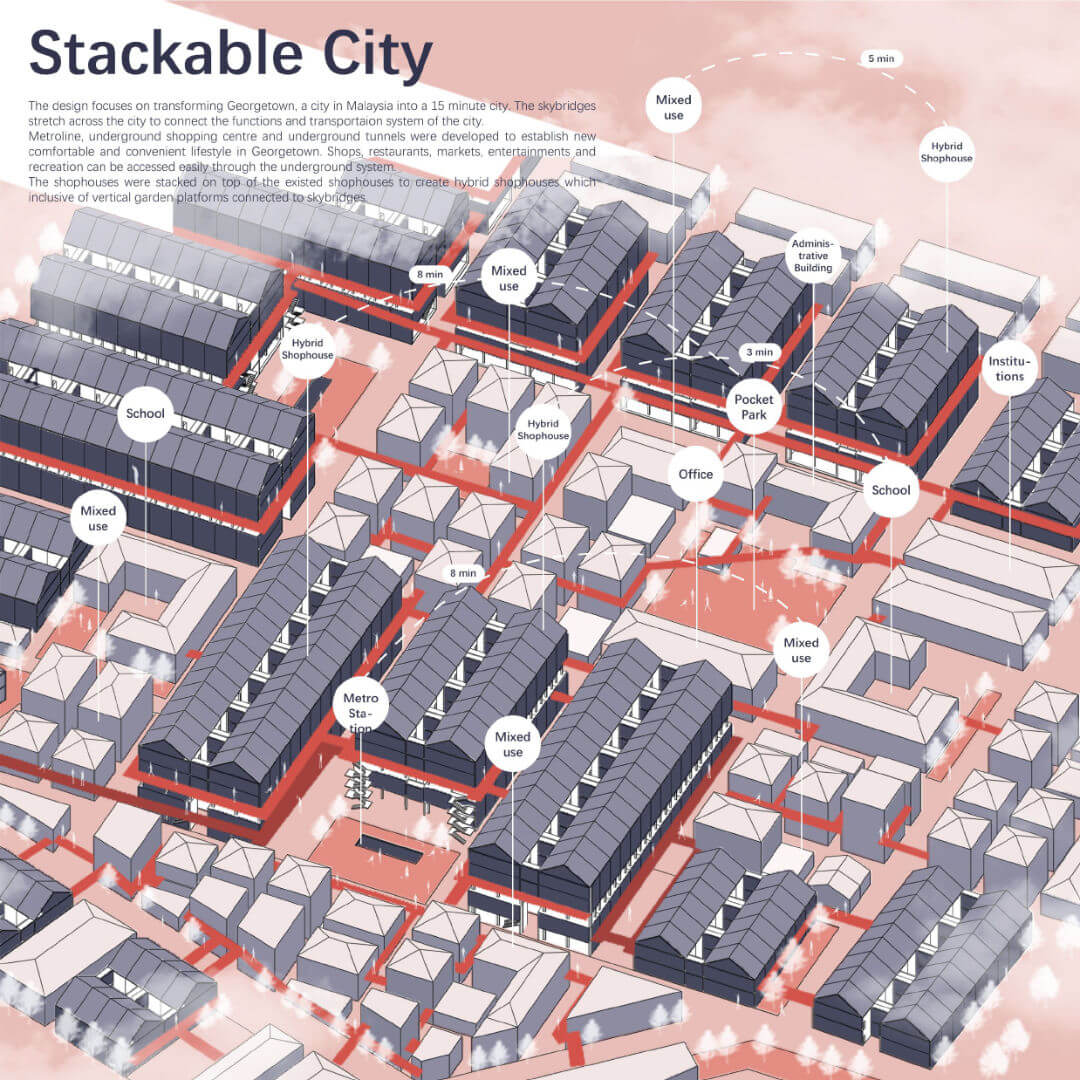 Stackable City
The design focuses on transforming Georgetown, a city in Malaysia into a 15 minute city. The skybridges
stretch across the city to connect the functions and transportaion system of the city.
Metroline, underground shopping centre and underground tunnels were developed to establish new
comfortable and convenient lifestyle in Georgetown. Shops, restaurants, markets, entertainments and
recreation can be accessed easily through the underground system.
The shophouses were stacked on top of the existed shophouses to create hybrid shophouses which
inclusive of vertical garden platforms connected to skybridges.
5 min
Mixed
use
Hybrid
Shophouse
Adminis-
trative
Building
8 min
Mixed
use
Hybrid
Shophouse
3 min
Institu-
tions
School
Pocket
Park
Hybrid
Shophouse
Office
School
Mixed
use
8 min
Mixed
use
Metro
Sta-
tion
Mixed
use